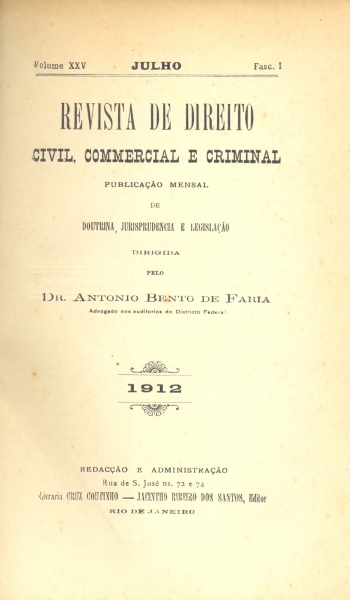 Volume XXV JULHO Fasc. I
REVISTA DE DIREITO
CIVIL, COMMERCIAL E CRIMINAL
PUBLICAÇÃO MENSAL
DE
DOUTRINA, JURISPRUDENCIA E LEGISLAÇÃO
DIRIGIDA
PELO
DR. ANTONIO BENTO DE FARIA
Advogado nos auditorios do Districto Federal
1912
REDACÇÃO E ADMINISTRAÇÃO
Rua de S. José ns. 72 e 74
Livraria CRUZ COUTINHO — JACINTHO RIBEIRO DOS SANTOS, Editor
RIO DE JANEIRO